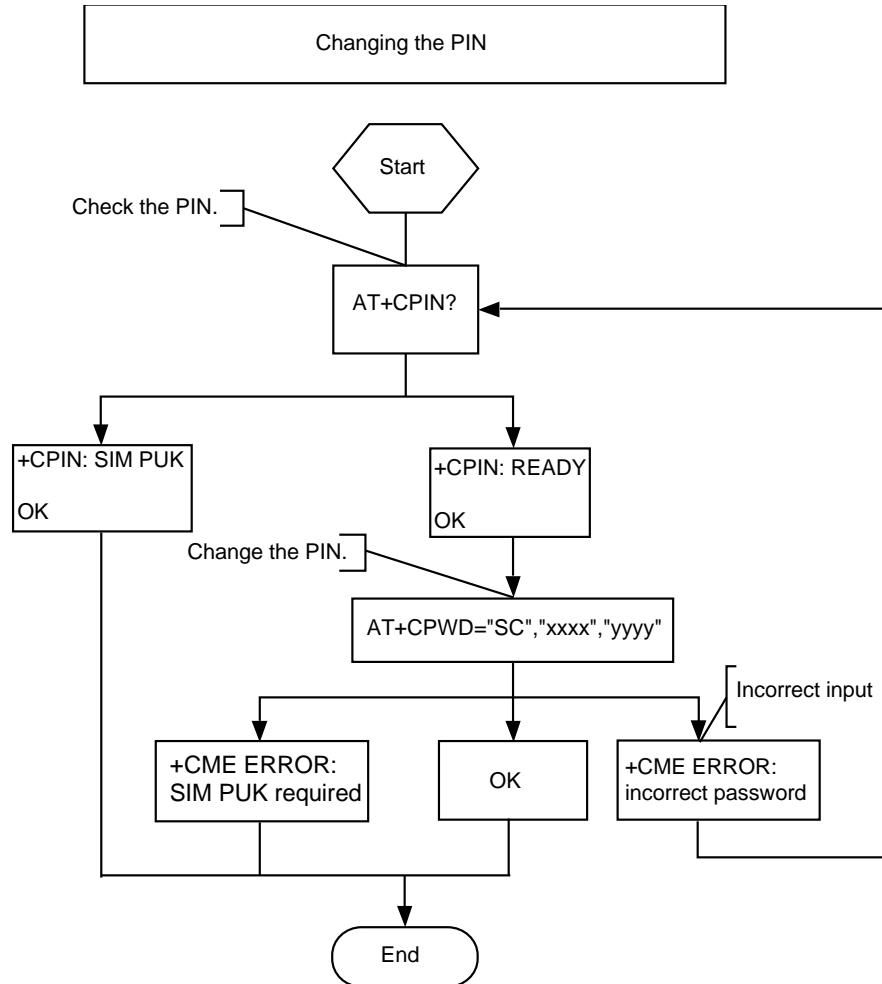 Changing the PIN
Start
Check the PIN.
AT+CPIN?
+CPIN: SIM PUK
OK
+CPIN: READY
OK
Change the PIN.
AT+CPWD="SC","xxxx","yyyy"
Incorrect input
+CME ERROR:
SIM PUK required
OK
+CME ERROR:
incorrect password
End